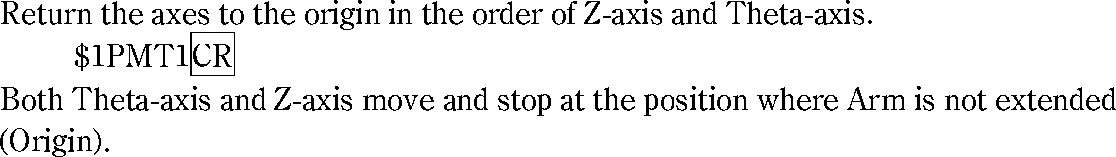 Return the axes to the origin in the order of Z-axis and Theta-axis.
$1PMT1CR
Both Theta-axis and Z-axis move and stop at the position where Arm is not extended
(Origin).